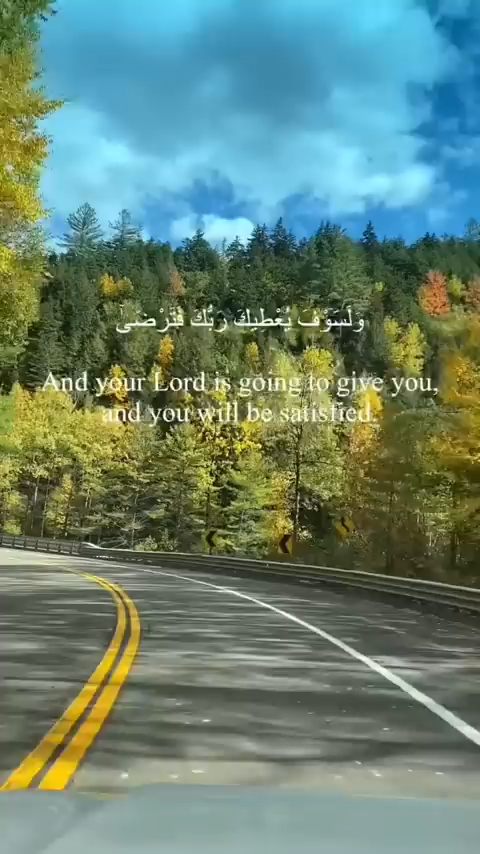 وَلَسَوْفَ يُعْطِيكَ رَبُّكَ فَتَرْضَىٰ
And your Lord is going to give you,
and you will be satisfied.